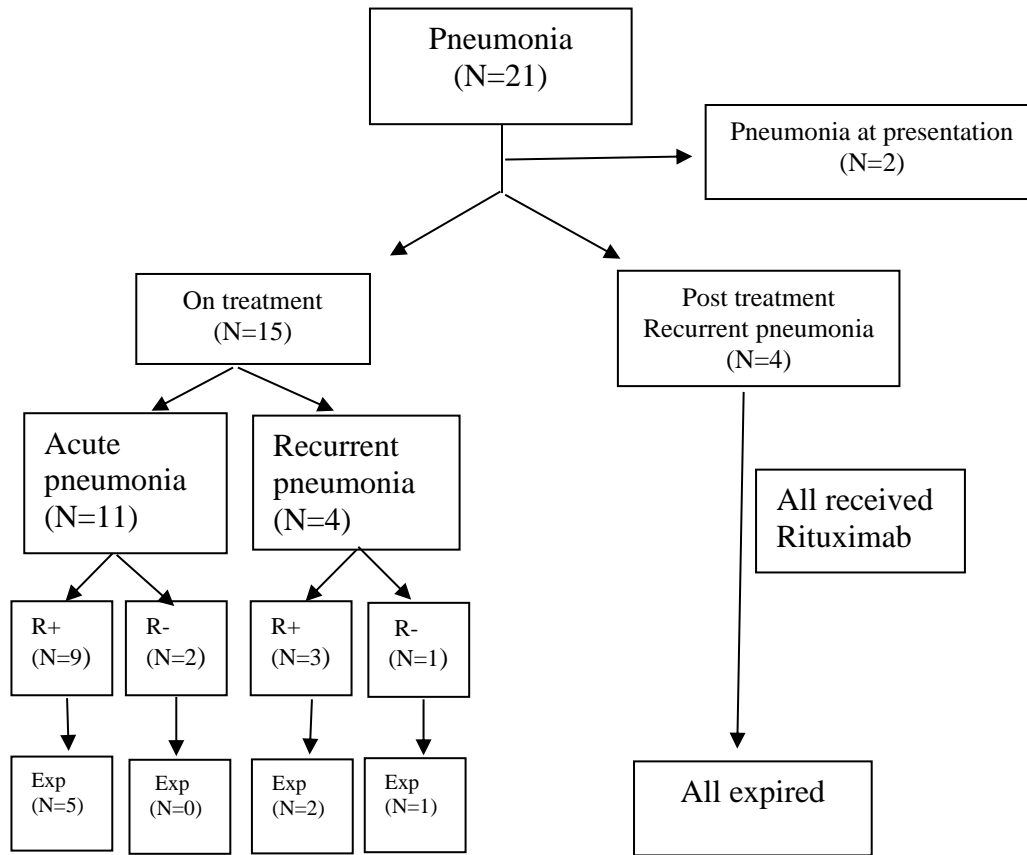 Pneumonia
(N=21)
Pneumonia at presentation
(N=2)
On treatment
(N=15)
Post treatment
Recurrent pneumonia
(N=4)
Acute
pneumonia
(N=11)
Recurrent
pneumonia
(N=4)
All received
Rituximab
R+
(N=9)
R-
(N=2)
R+
(N=3)
R-
(N=1)
Exp
(N=5)
Exp
(N=0)
Exp
(N=2)
Exp
(N=1)
All expired